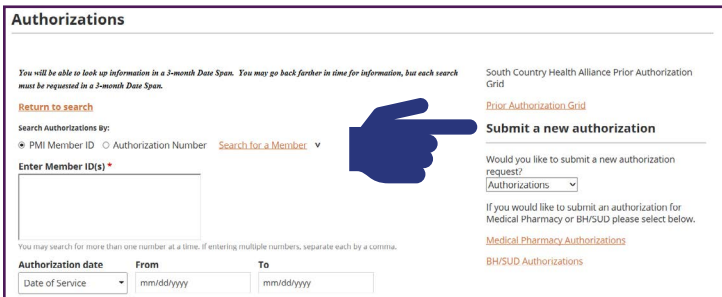 Authorizations
You will be able to look up information in a 3-month Date Span. You may go back farther in time for information, but each search
must be requested in a 3-month Date Span.
Return to search
Search Authorizations By:
PMI Member ID Authorization Number Search for a Member v
Enter Member ID(s) *
You may search for more than one number at a time. If entering multiple numbers, separate each by a comma.
Authorization date From To
Date of Service mm/dd/yyyy mm/dd/yyyy
South Country Health Alliance Prior Authorization
Grid
Prior Authorization Grid
Submit a new authorization
Would you like to submit a new authorization
request?
Authorizations
If you would like to submit an authorization for
Medical Pharmacy or BH/SUD please select below.
Medical Pharmacy Authorizations
BH/SUD Authorizations